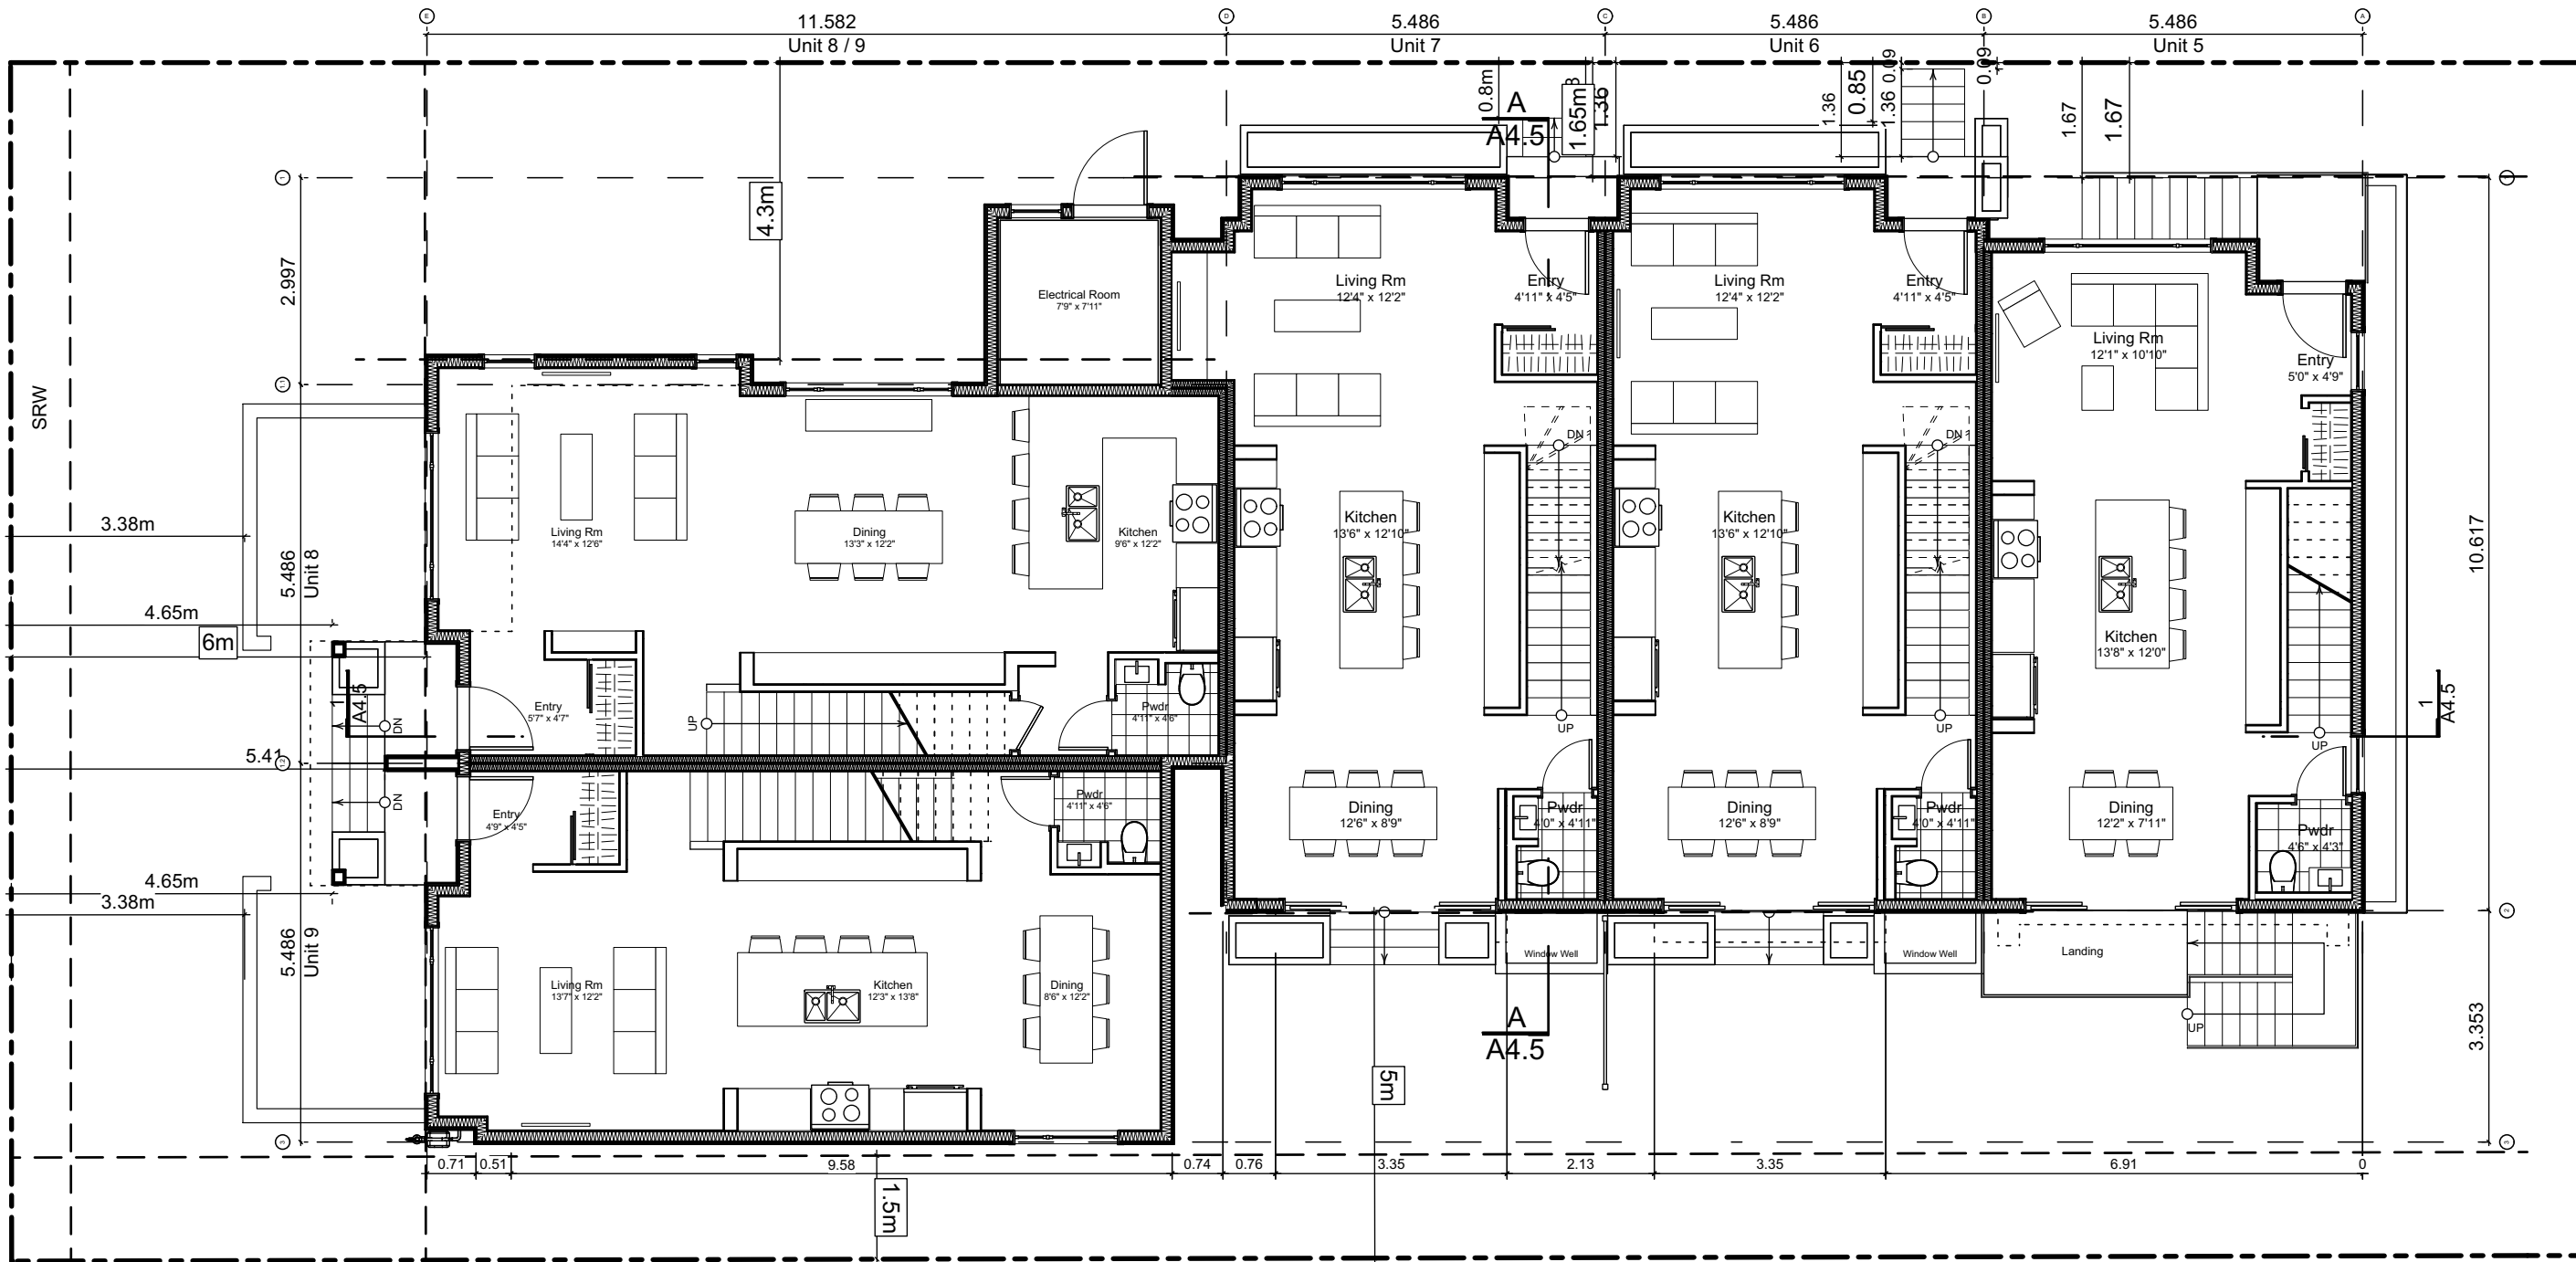 E
D
C
B
A
11.582
5.486
5.486
5.486
Unit 8 / 9
Unit 7
Unit 6
Unit 5
0.8m
A
A4.5
1.65m
1.36
1.36
0.85
1.36
0.09
0.09
1.67
1.67
4.3m
2.997
SRW
Electrical Room
7'9" x 7'11"
Living Rm
12'4" x 12'2"
Entry
4'11" x 4'5"
Living Rm
12'4" x 12'2"
Entry
4'11" x 4'5"
Living Rm
12'1" x 10'10"
Entry
5'0" x 4'9"
DN
DN
3.38m
5.486
Unit 8
Living Rm
14'4" x 12'6"
Dining
13'3" x 12'2"
Kitchen
9'6" x 12'2"
Kitchen
13'6" x 12'10"
Kitchen
13'6" x 12'10"
Kitchen
13'8" x 12'0"
10.617
4.65m
6m
1
A4.5
DN
Entry
5'7" x 4'7"
UP
Pwdr
4'11" x 4'6"
UP
UP
UP
1
A4.5
5.41
DN
Entry
4'9" x 4'5"
Pwdr
4'11" x 4'6"
Dining
12'6" x 8'9"
Pwdr
4'0" x 4'11"
Dining
12'6" x 8'9"
Pwdr
4'0" x 4'11"
Dining
12'2" x 7'11"
Pwdr
4'6" x 4'3"
4.65m
3.38m
5.486
Unit 9
Living Rm
13'7" x 12'2"
Kitchen
12'3" x 13'8"
Dining
8'6" x 12'2"
Window Well
Window Well
Landing
UP
A
A4.5
5m
3.353
0.71
0.51
9.58
0.74
0.76
3.35
2.13
3.35
6.91
0
1.5m